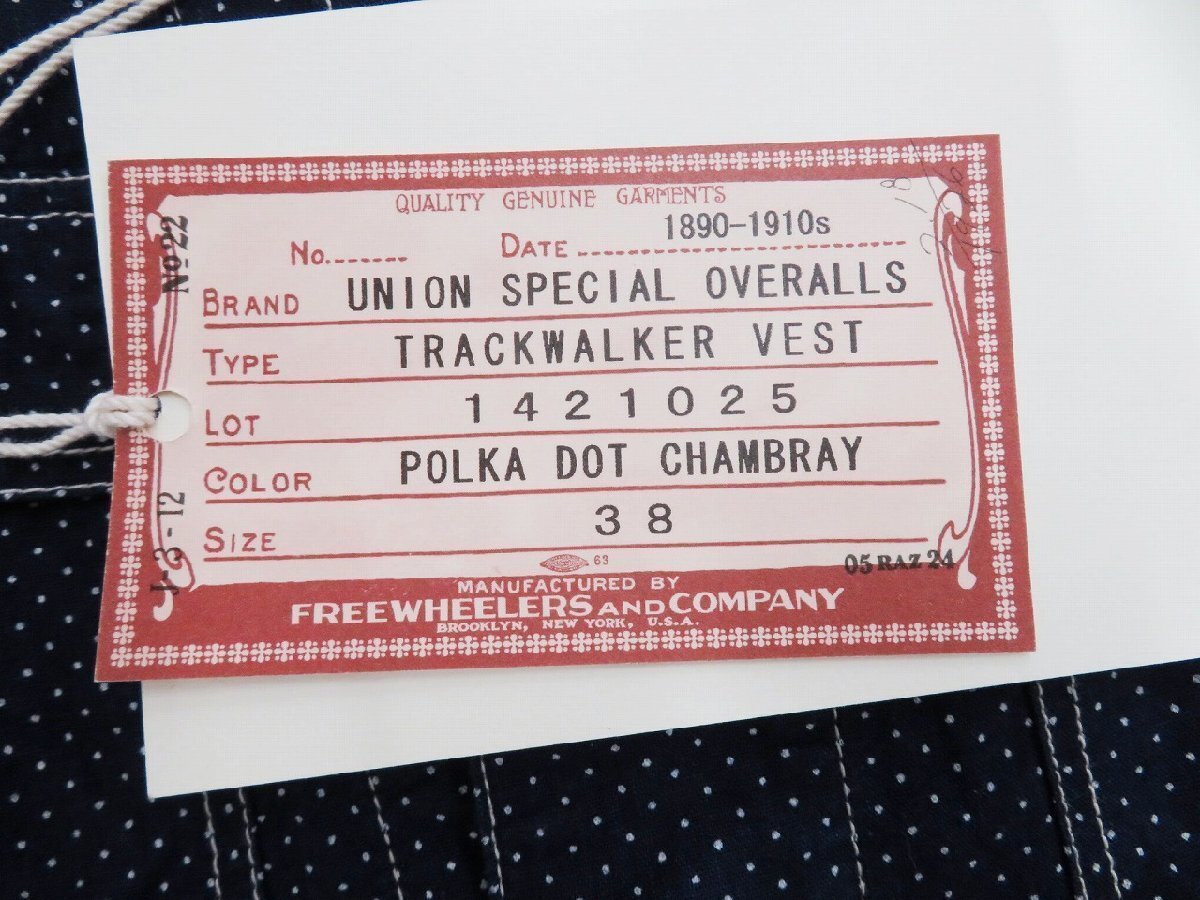 QUALITY GENUINE GARMENTS
No.
DATE 1890-1910s
BRAND UNION SPECIAL OVERALLS
TYPE TRACKWALKER VEST
LOT 1421025
COLOR POLKA DOT CHAMBRAY
SIZE 38
63
05 RAZ 24
MANUFACTURED BY
FREEWHEELERS AND COMPANY
BROOKLYN, NEW YORK, U.S.A.
No 22
J-3-12